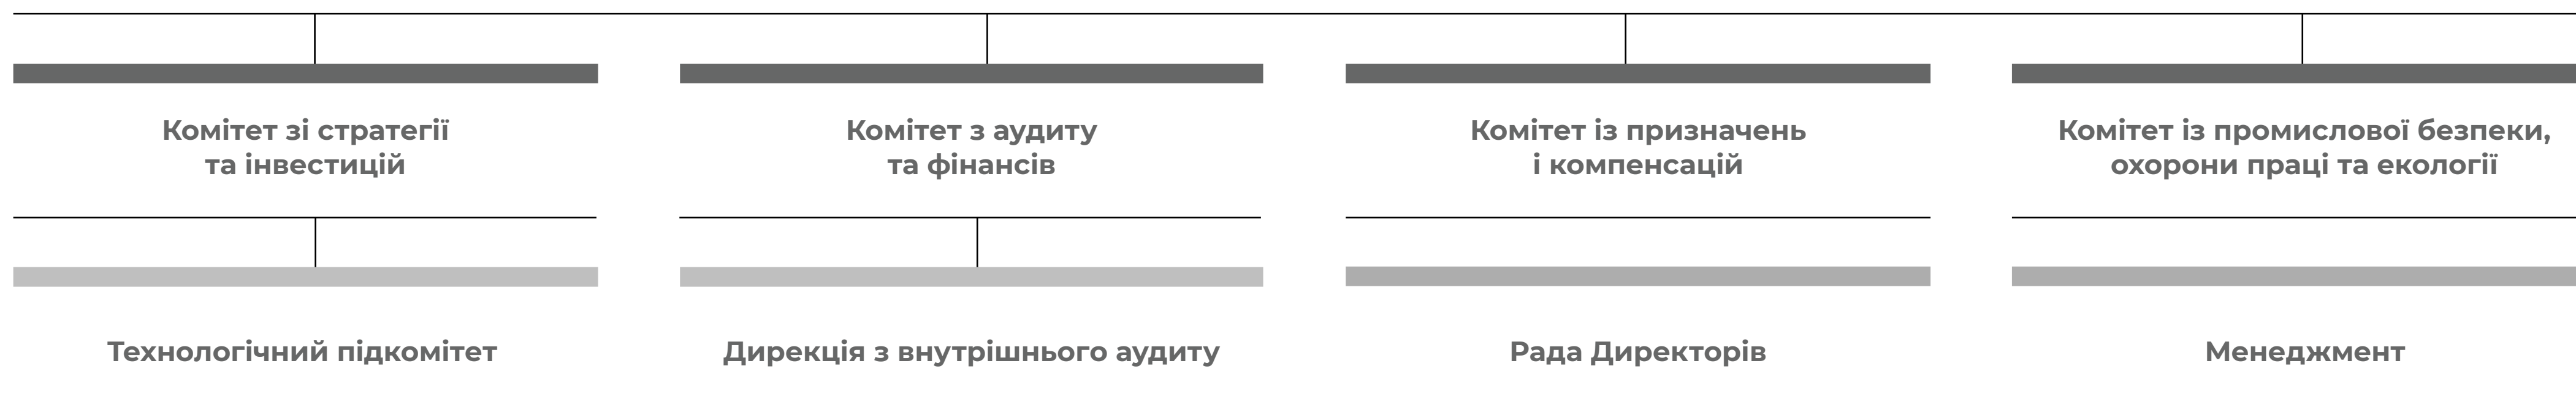 Комітет зі стратегії
та інвестицій
Комітет з аудиту
та фінансів
Комітет із призначень
і компенсацій
Комітет із промислової безпеки,
охорони праці та екології
Технологічний підкомітет
Дирекція з внутрішнього аудиту
Рада Директорів
Менеджмент